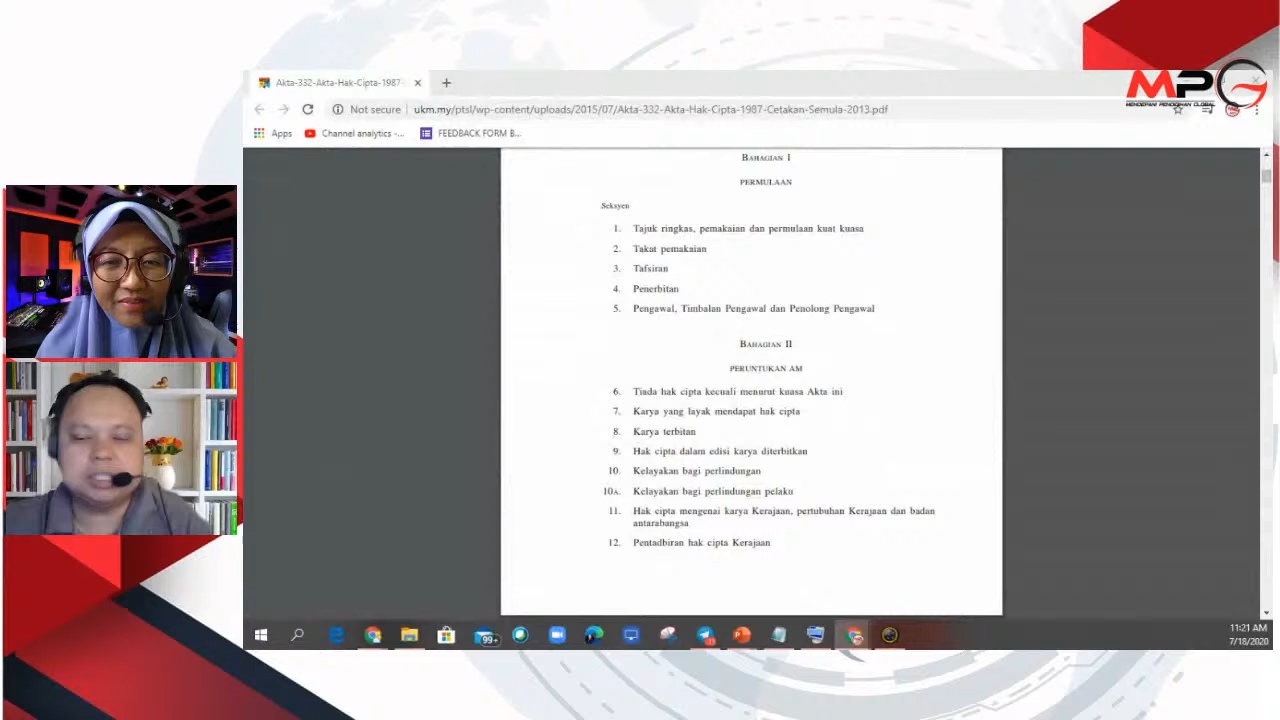 MPG
MENDEPANI PENDIDIKAN GLOBAL
Akta-332-Akta-Hak-Cipta-1987-
Not secure
ukm.my/ptsl/wp-content/uploads/2015/07/Akta-332-Akta-Hak-Cipta-1987-Cetakan-Semula-2013.pdf
Apps
Channel analytics -...
FEEDBACK FORM B...
BAHAGIAN I
PERMULAAN
Seksyen
1. Tajuk ringkas, pemakaian dan permulaan kuat kuasa
2. Takat pemakaian
3. Tafsiran
4. Penerbitan
5. Pengawal, Timbalan Pengawal dan Penolong Pengawal
BAHAGIAN II
PERUNTUKAN AM
6. Tiada hak cipta kecuali menurut kuasa Akta ini
7. Karya yang layak mendapat hak cipta
8. Karya terbitan
9. Hak cipta dalam edisi karya diterbitkan
10. Kelayakan bagi perlindungan
10A. Kelayakan bagi perlindungan pelaku
11. Hak cipta mengenai karya Kerajaan, pertubuhan Kerajaan dan badan
antarabangsa
12. Pentadbiran hak cipta Kerajaan
99+
11:21 AM
7/18/2020